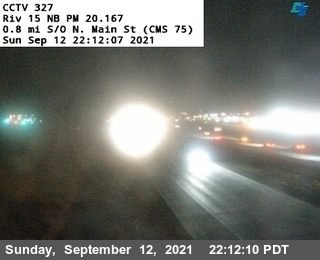 CCTV 327
Riv 15 NB PM 20.167
0.8 mi S/O N. Main St (CMS 75)
Sun Sep 12 22:12:07 2021
Sunday, September 12, 2021 22:12:10 PDT